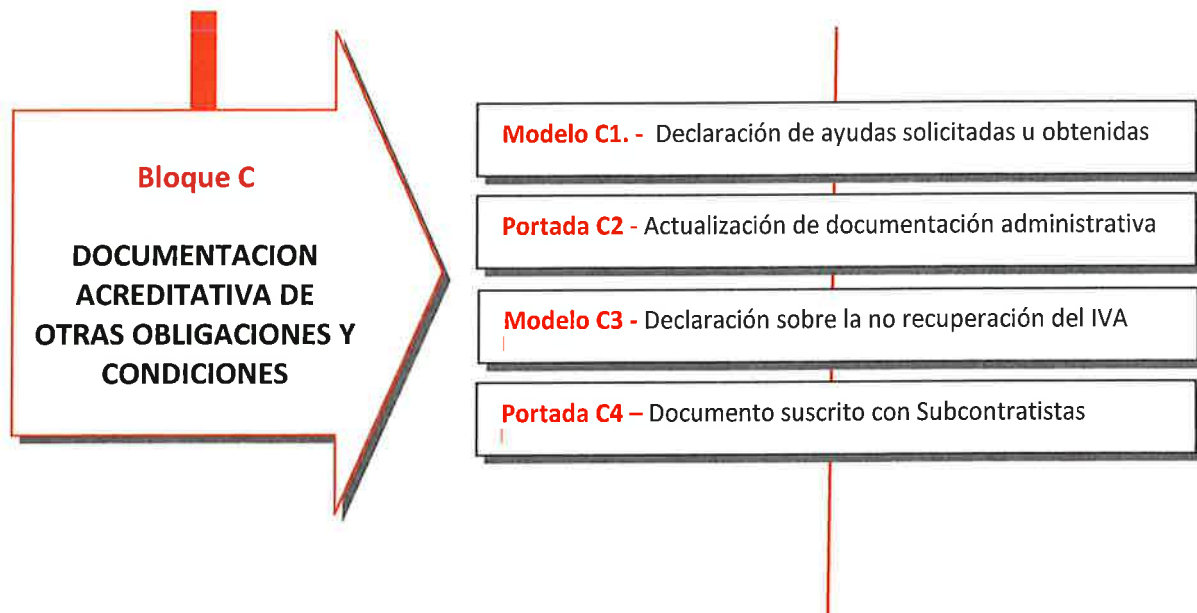 Bloque C
DOCUMENTACION
ACREDITATIVA DE
OTRAS OBLIGACIONES Y
CONDICIONES
Modelo C1. - Declaración de ayudas solicitadas u obtenidas
Portada C2 - Actualización de documentación administrativa
Modelo C3 - Declaración sobre la no recuperación del IVA
Portada C4 – Documento suscrito con Subcontratistas